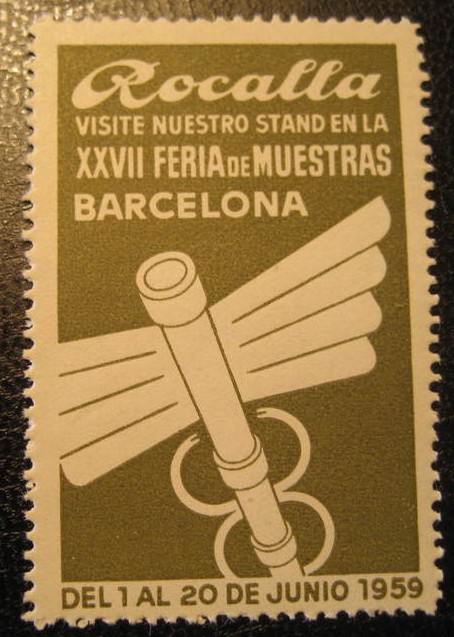 Rocalla
VISITE NUESTRO STAND EN LA
XXVII FERIA DE MUESTRAS
BARCELONA
DEL 1 AL 20 DE JUNIO 1959